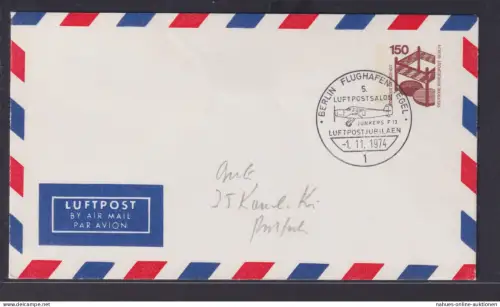 150
DEUTSCHE BUNDESPOST BERLIN
BERLIN FLUGHAFEN TEGEL
5.
LUFTPOSTSALON
JUNKERS F 13
LUFTPOSTJUBILÄEN
-1.11.1974
1
LUFTPOST
BY AIR MAIL
PAR AVION
25